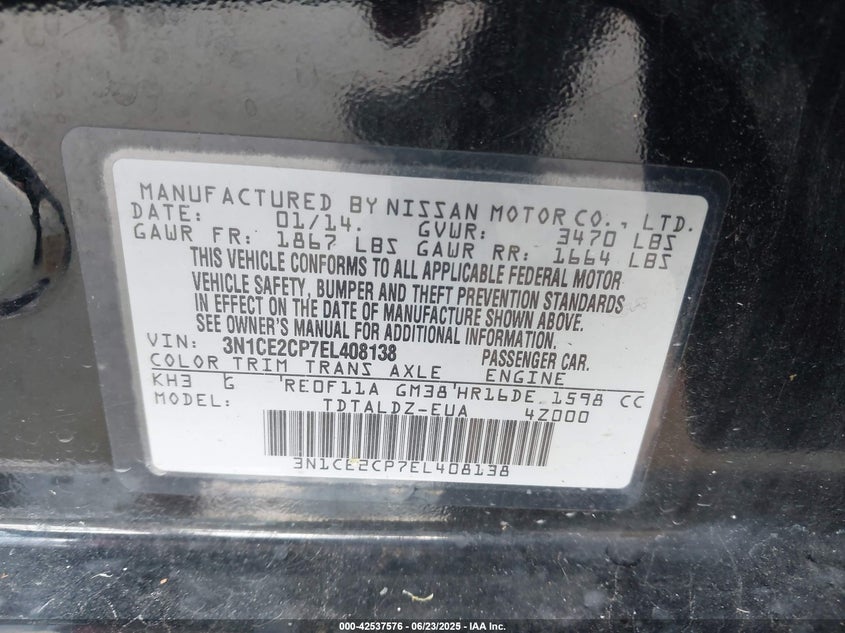 MANUFACTURED BY NISSAN MOTOR CO., LTD.
DATE: 01/14. GVWR: 3470 LBS
GAWR FR: 1867 LBS GAWR RR: 1664 LBS
THIS VEHICLE CONFORMS TO ALL APPLICABLE FEDERAL MOTOR
VEHICLE SAFETY, BUMPER AND THEFT PREVENTION STANDARDS
IN EFFECT ON THE DATE OF MANUFACTURE SHOWN ABOVE.
SEE OWNER'S MANUAL FOR ADDITIONAL INFORMATION.
VIN: 3N1CE2CP7EL408138 PASSENGER CAR.
COLOR TRIM TRANS AXLE ENGINE
KH3 G 'RE0F11A GM38'HR16DE 1598 CC
MODEL: TDTALDZ-EUA 4Z000
3N1CE2CP7EL408138
000-42537576 - 06/23/2025 - IAA Inc.